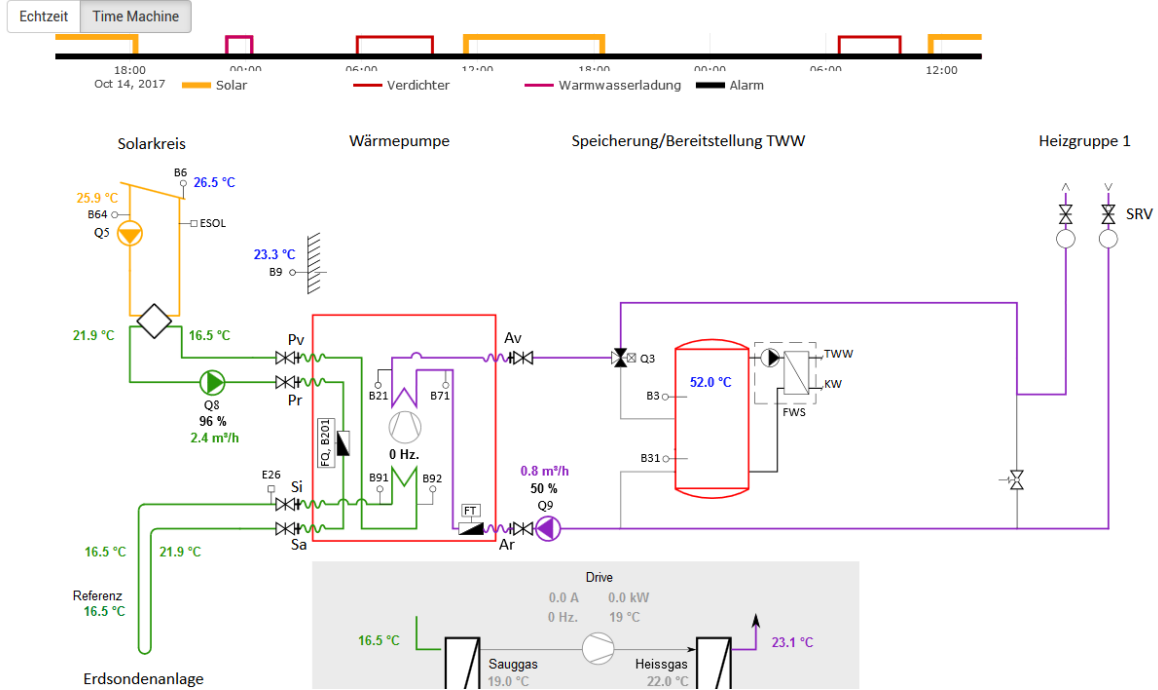 Echtzeit Time Machine
18:00 00:00 06:00 12:00 18:00 00:00 06:00 12:00
Oct 14, 2017 Solar Verdichter Warmwasserladung Alarm
Solarkreis Wärmepumpe Speicherung/Bereitstellung TWW Heizgruppe 1
B6
26.5 °C
25.9 °C
B64
ESOL
Q5
SRV
23.3 °C
B9
21.9 °C 16.5 °C
Pv Av
Q3
TWW
52.0 °C
KW
B3
FWS
Pr
Q8
96 %
2.4 m³/h
B21 B71
FQ, B201
0 Hz.
B31
E26
Si
B91 B92
0.8 m³/h
50 %
Q9
FT
Sa Ar
16.5 °C 21.9 °C
Referenz
16.5 °C
Erdsondenanlage
Drive
0.0 A 0.0 kW
0 Hz. 19 °C
16.5 °C 23.1 °C
Sauggas Heissgas
19.0 °C 22.0 °C